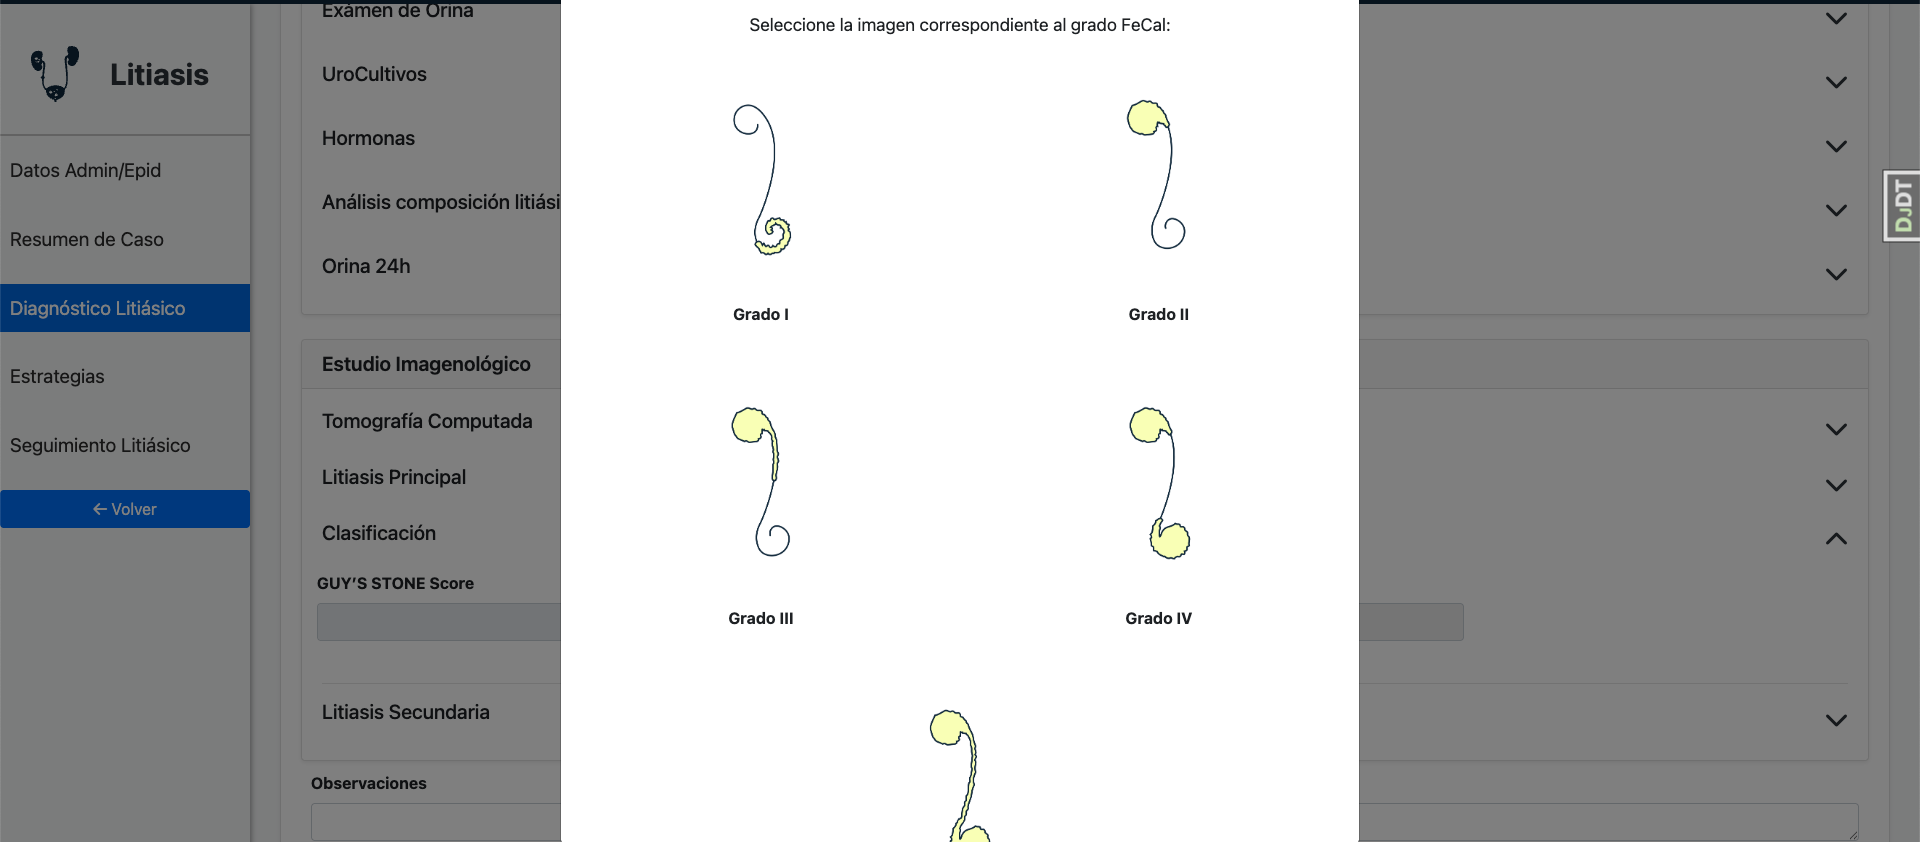 Litiasis
Datos Admin/Epid
Resumen de Caso
Diagnóstico Litiásico
Estrategias
Seguimiento Litiásico
← Volver
Exámen de Orina
UroCultivos
Hormonas
Análisis composición litiási
Orina 24h
Estudio Imagenológico
Tomografía Computada
Litiasis Principal
Clasificación
GUY'S STONE Score
Litiasis Secundaria
Observaciones
Seleccione la imagen correspondiente al grado FeCal:
Grado I
Grado II
Grado III
Grado IV
DJDT